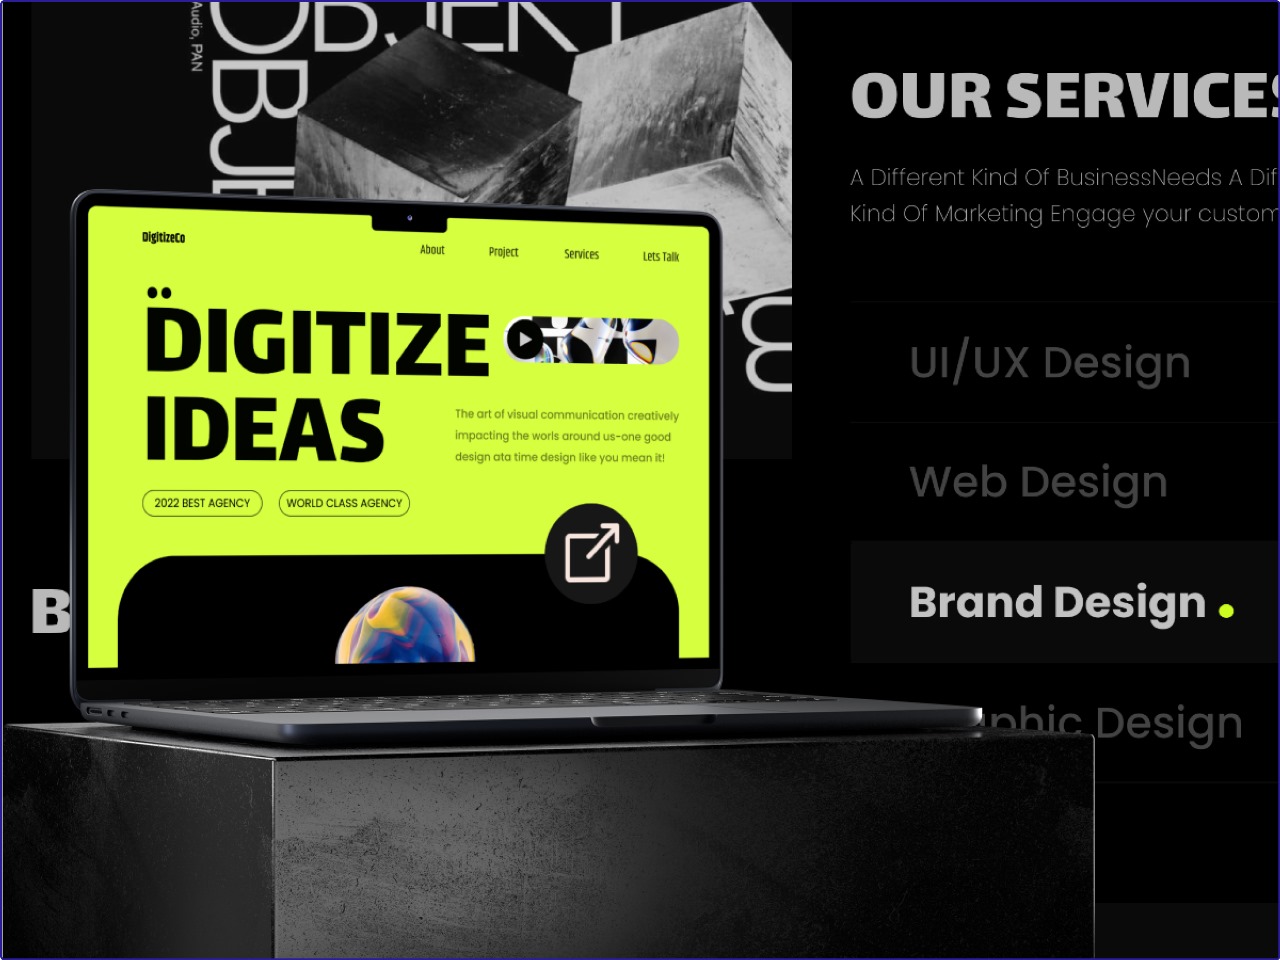 Audio, PAN
OBJEKT
OUR SERVICES
A Different Kind Of BusinessNeeds A Dif
Kind Of Marketing Engage your custom
DigitizeCo
About
Project
Services
Lets Talk
DIGITIZE
IDEAS
The art of visual communication creatively
impacting the worls around us-one good
design ata time design like you mean it!
2022 BEST AGENCY
WORLD CLASS AGENCY
UI/UX Design
Web Design
Brand Design
phic Design